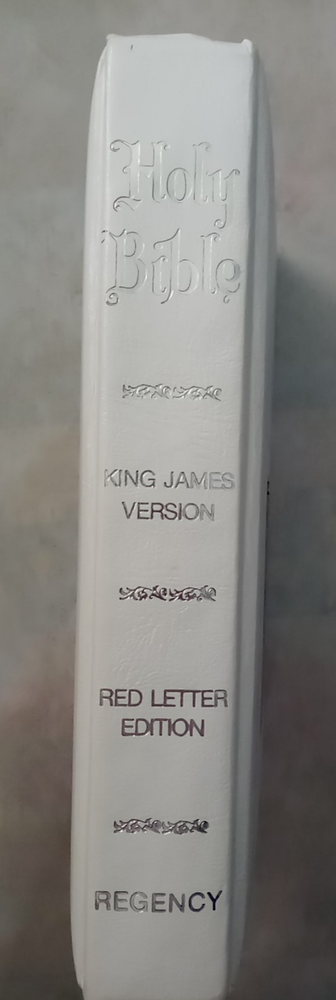 Holy
Bible
KING JAMES
VERSION
RED LETTER
EDITION
REGENCY